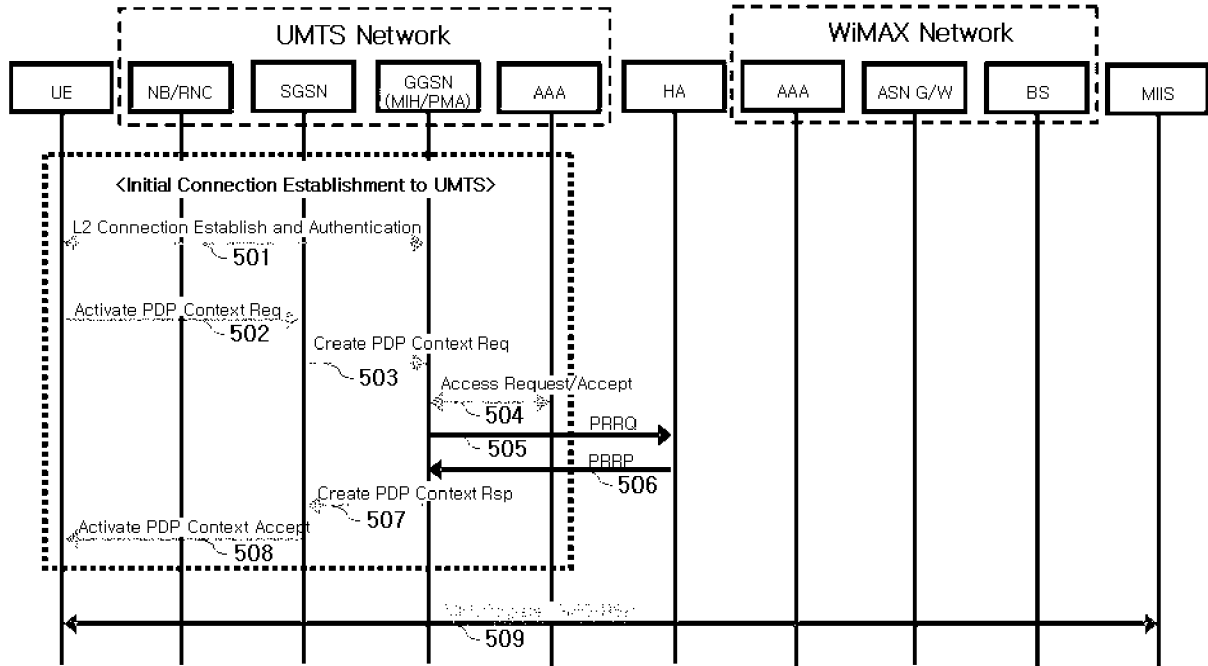 UMTS Network
WiMAX Network
UE
NB/RNC
SGSN
GGSN
(MIH/PMA)
AAA
HA
AAA
ASN G/W
BS
MIIS
<Initial Connection Establishment to UMTS>
L2 Connection Establish and Authentication
501
Activate PDP Context Req
502
Create PDP Context Req
503
Access Request/Accept
504
PRRQ
505
PRRP
506
Create PDP Context Rsp
507
Activate PDP Context Accept
508
509